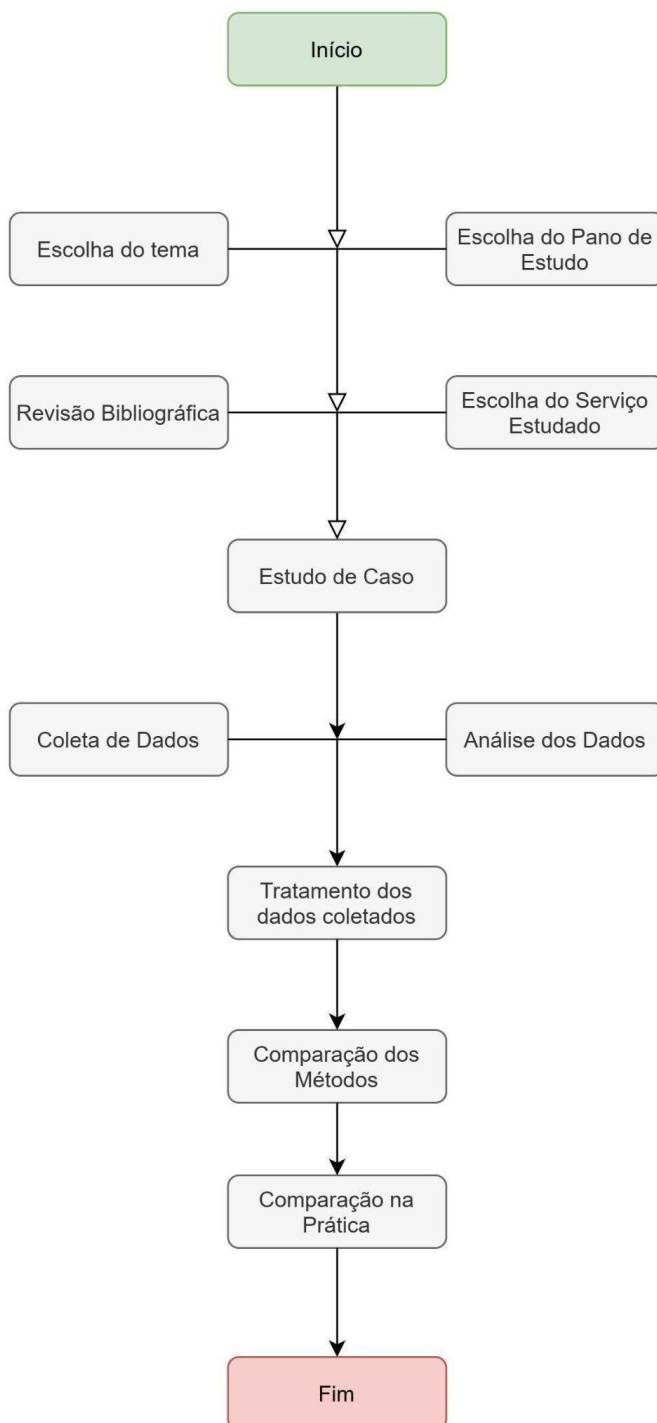 Início
Escolha do tema
Escolha do Pano de
Estudo
Revisão Bibliográfica
Escolha do Serviço
Estudado
Estudo de Caso
Coleta de Dados
Análise dos Dados
Tratamento dos
dados coletados
Comparação dos
Métodos
Comparação na
Prática
Fim